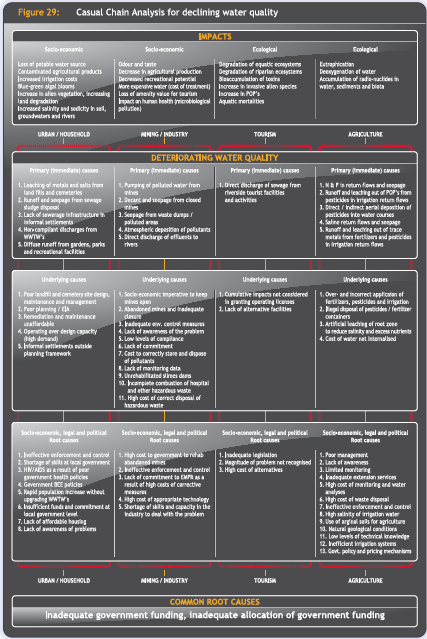 Figure 29: Casual Chain Analysis for declining water quality
IMPACTS
Socio-economic
Loss of potable water source
Contaminated agricultural products
Increased irrigation costs
Blue-green algal blooms
Increase in alien vegetation, increasing
land degradation
Increased salinity and sodicity in soil,
groundwaters and rivers
Socio-economic
Odour and taste
Decrease in agricultural production
Decreased recreational potential
More expensive water (cost of treatment)
Loss of amenity value for tourism
Impact on human health (microbiological
pollution)
Ecological
Degradation of equatic ecosystems
Degradation of riparian ecosystems
Bioaccumulation of toxins
Increase in invasive alien species
Increase in POP's
Aquatic mortalities
Ecological
Eutrophication
Deoxygenation of water
Accumulation of radio-nuclides in
water, sediments and biota
URBAN / HOUSEHOLD
MINING / INDUSTRY
TOURISM
AGRICULTURE
DETERIORATING WATER QUALITY
Primary (Immediate) causes
1. Leaching of metals and salts from
land fills and cemeteries
2. Runoff and seepage from sewage
sludge disposal
3. Lack of sewerage infrastructure in
informal settlements
4. Non-compliant discharges from
WWTW's
5. Diffuse runoff from gardens, parks
and recreational facilities
Primary (Immediate) causes
1. Pumping of polluted water from
mines
2. Decant and seepage from closed
mines
3. Seepage from waste dumps /
polluted areas
4. Atmospheric deposition of pollutants
5. Direct discharge of effluents to
rivers
Primary (Immediate) causes
1. Direct discharge of sewage from
riverside tourist facilities
and activities
Primary (Immediate) causes
1. N & P in return flows and seepage
2. Runoff and leaching out of POP's from
pesticides in irrigation return flows
3. Direct / indirect aerial deposition of
pesticides into water courses
4. Saline return flows and seepage
5. Runoff and leaching out of trace
metals from fertilizers and pesticides
in irrigation return flows
Underlying causes
1. Poor landfill and cemetery site design,
maintenance and management
2. Poor planning / EIA
3. Remediation and maintenance
unaffordable
4. Operating over design capacity
(high demand)
5. Informal settlements outside
planning framework
Underlying causes
1. Socio-economic imperative to keep
mines open
2. Abandoned mines and inadequate
closure
3. Inadequate env. control measures
4. Lack of awareness of the problem
5. Low levels of compliance
6. Lack of commitment
7. Cost to correctly store and dispose
of pollutants
8. Lack of monitoring data
9. Unrehabilitated slimes dams
10. Incomplete combustion of hospital
and other hazardous waste
11. High cost of correct disposal of
hazardous waste
Underlying causes
1. Cumulative impacts not considered
in granting operating licenses
2. Lack of alternative facilities
Underlying causes
1. Over- and incorrect application of
fertilizers, pesticides and irrigation
2. Illegal disposal of pesticides / fertilizer
containers
3. Artificial leaching of root zone
to reduce salinity and excess nutrients
4. Cost of water not internalised
Socio-economic, legal and political
Root causes
1. Ineffective enforcement and control
2. Shortage of skills at local government
3. HIV/AIDS as a result of poor
government health policies
4. Government BEE policies
5. Rapid population increase without
upgrading WWTW's
6. Insufficient funds and commitment at
local government level
7. Lack of affordable housing
8. Lack of awareness of problems
Socio-economic, legal and political
Root causes
1. High cost to government to rehab
abandoned mines
2. Ineffective enforcement and control
3. Lack of commitment to EMPR as a
result of high costs of corrective
measures
4. High cost of appropriate technology
5. Shortage of skills and capacity in the
industry to deal with the problem
Socio-economic, legal and political
Root causes
1. Inadequate legislation
2. Magnitude of problem not recognised
3. High cost of alternatives
Socio-economic, legal and political
Root causes
1. Poor management
2. Lack of awareness
3. Limited monitoring
4. Inadequate extension services
5. High cost of monitoring and water
analyses
6. High cost of waste disposal
7. Ineffective enforcement and control
8. High salinity of irrigation water
9. Use of arginal soils for agriculture
10. Natural geological conditions
11. Low levels of technical knowledge
12. Inefficient irrigation systems
13. Govt. policy and pricing mechanisms
URBAN / HOUSEHOLD
MINING / INDUSTRY
TOURISM
AGRICULTURE
COMMON ROOT CAUSES
Inadequate government funding, inadequate allocation of government funding